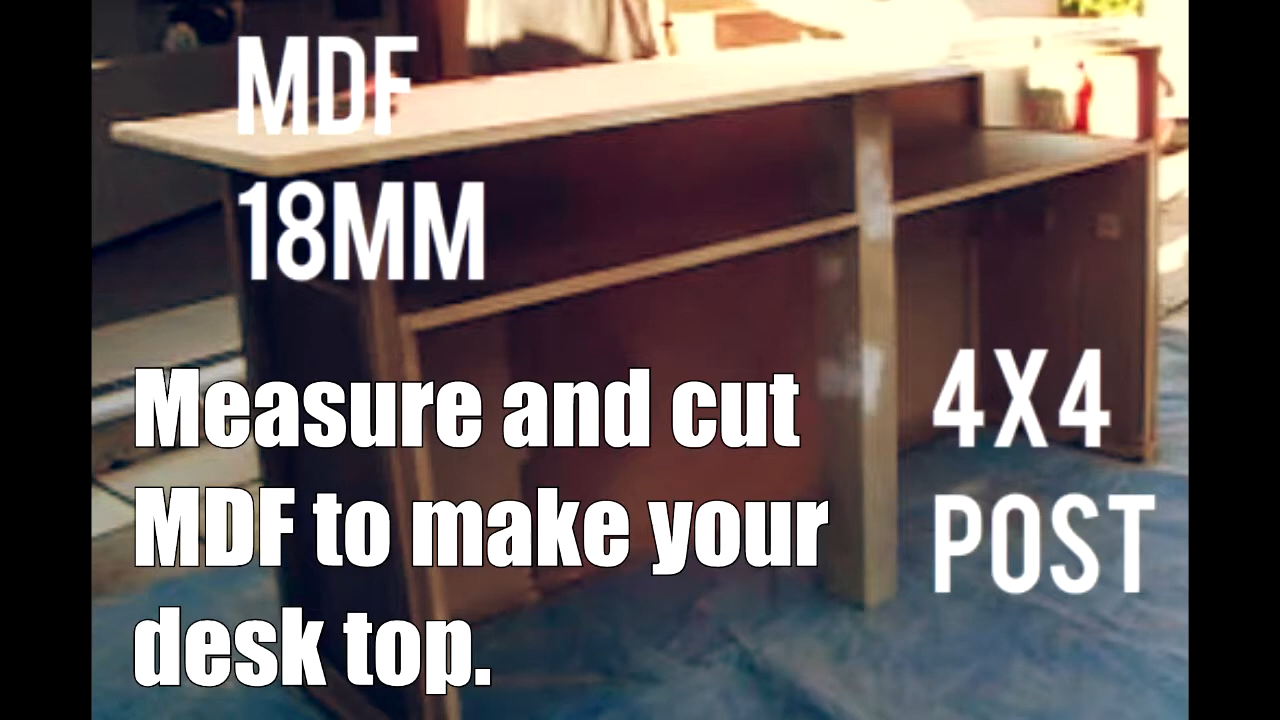 MDF
18MM
Measure and cut
MDF to make your
desk top.
4X4
POST